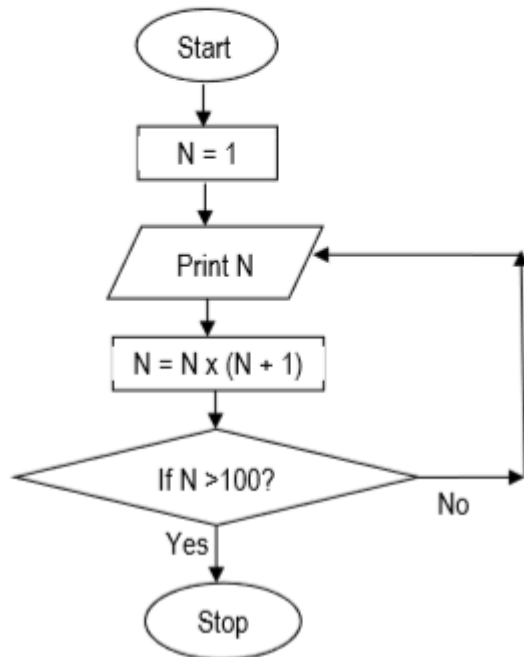 Start
N = 1
Print N
N = N x (N + 1)
If N >100?
No
Yes
Stop